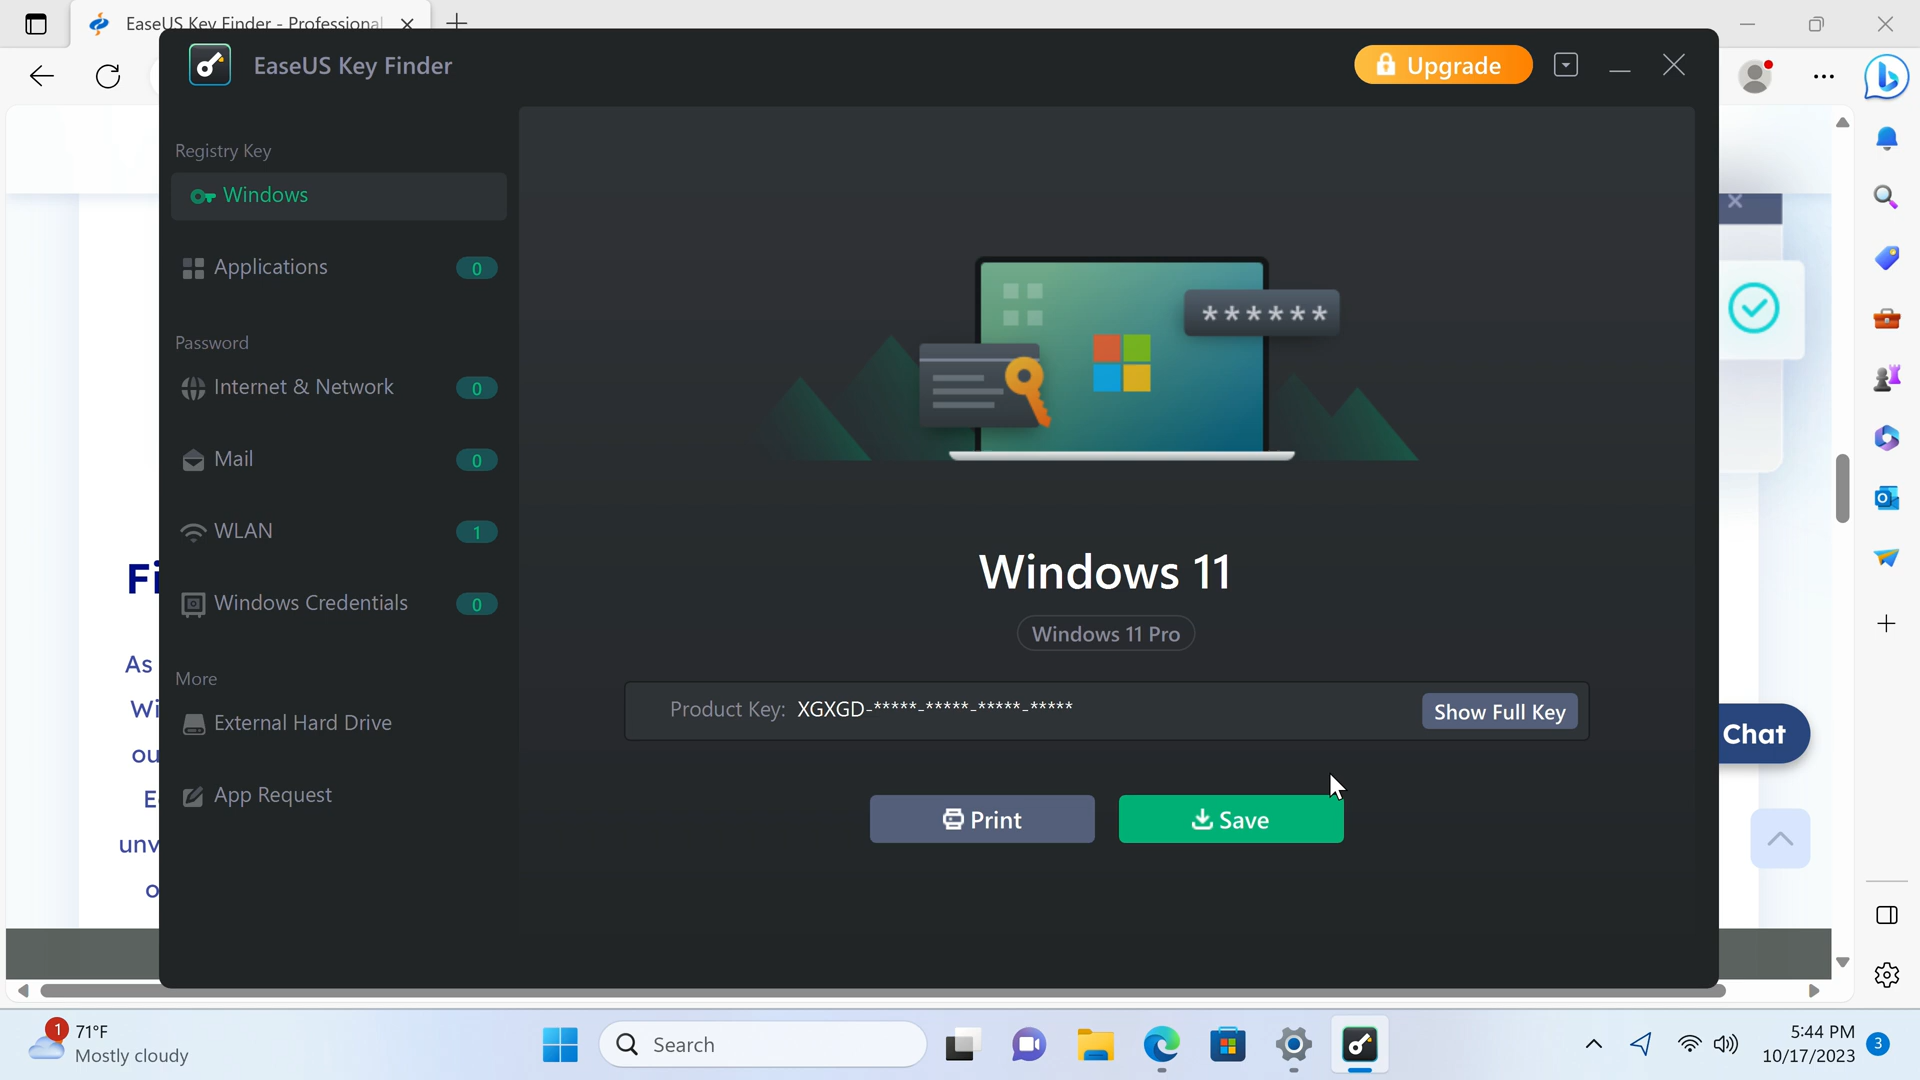 EaseUS Key Finder - Professional
EaseUS Key Finder
Upgrade
Registry Key
Windows
Applications 0
Password
Internet & Network 0
Mail 0
WLAN 1
Windows Credentials 0
More
External Hard Drive
App Request
******
Windows 11
Windows 11 Pro
Product Key: XGXGD-*****-*****-*****-*****
Show Full Key
Print
Save
Fi
As
Wi
ou
E
unv
o
Chat
1
71°F
Mostly cloudy
Search
5:44 PM
10/17/2023
3